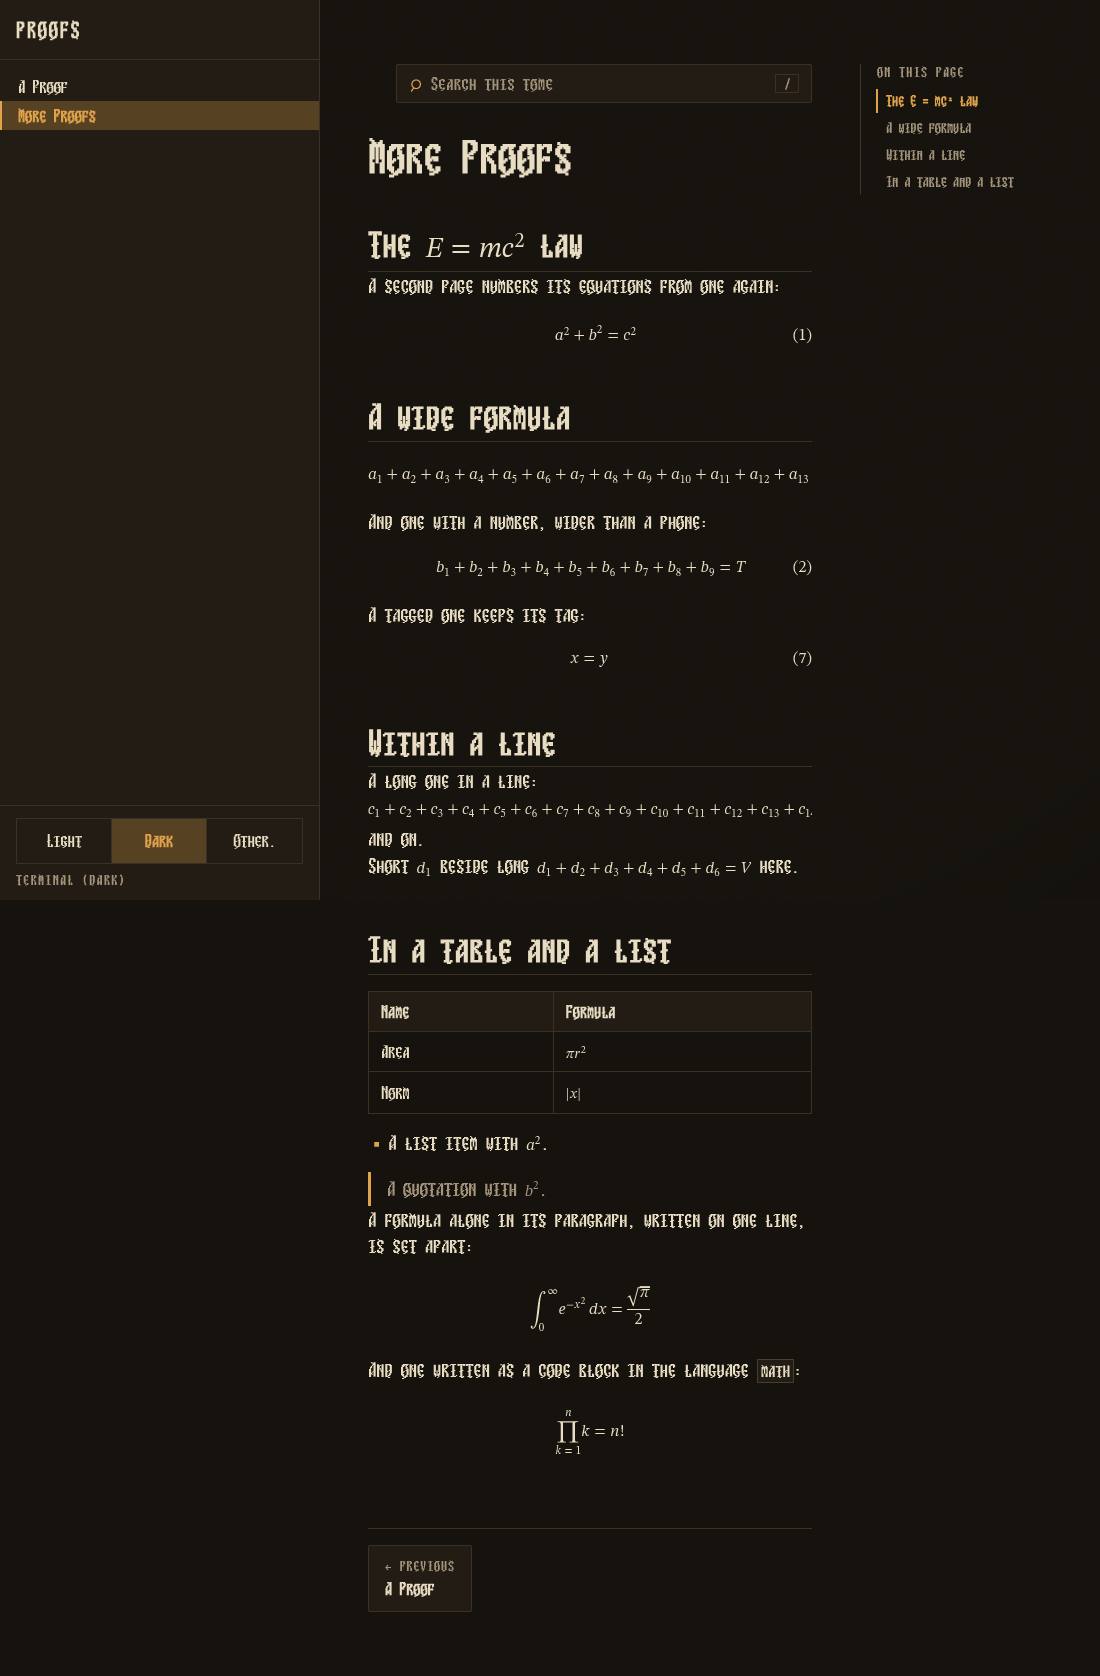 Proofs
A Proof
More Proofs
Light
Dark
Other.
Terminal (dark)
Search this tome
/
On this page
The E = mc² law
A wide formula
Within a line
In a table and a list
More Proofs
The E = mc² law
A second page numbers its equations from one again:
a² + b² = c² (1)
A wide formula
a₁ + a₂ + a₃ + a₄ + a₅ + a₆ + a₇ + a₈ + a₉ + a₁₀ + a₁₁ + a₁₂ + a₁₃
And one with a number, wider than a phone:
b₁ + b₂ + b₃ + b₄ + b₅ + b₆ + b₇ + b₈ + b₉ = T (2)
A tagged one keeps its tag:
x = y (7)
Within a line
A long one in a line:
c₁ + c₂ + c₃ + c₄ + c₅ + c₆ + c₇ + c₈ + c₉ + c₁₀ + c₁₁ + c₁₂ + c₁₃ + c₁
and on.
Short d₁ beside long d₁ + d₂ + d₃ + d₄ + d₅ + d₆ = V here.
In a table and a list
Name Formula
Area πr²
Norm |x|
▪ A list item with a².
A quotation with b².
A formula alone in its paragraph, written on one line,
is set apart:
∫₀^∞ e^(−x²) dx = √π/2
And one written as a code block in the language math:
∏_{k=1}^{n} k = n!
← Previous
A Proof